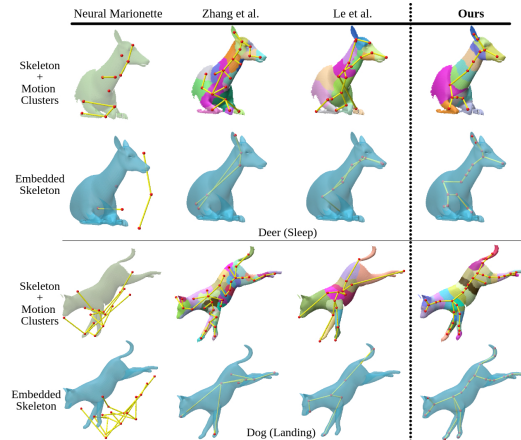 Neural Marionette Zhang et al. Le et al. Ours
Skeleton
+
Motion
Clusters
Embedded
Skeleton
Deer (Sleep)
Skeleton
+
Motion
Clusters
Embedded
Skeleton
Dog (Landing)